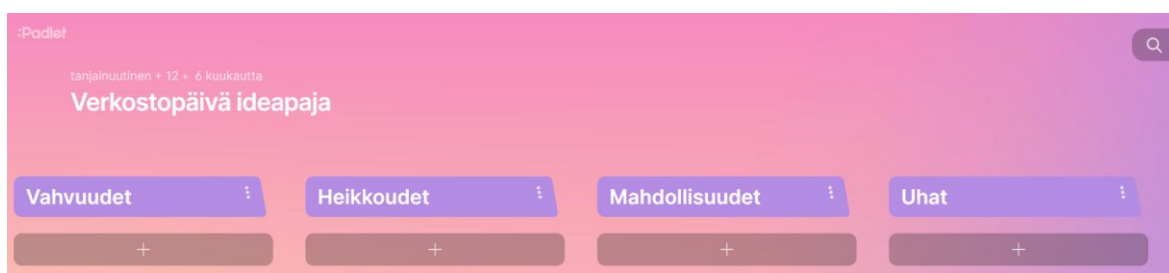 :Padlet
tanjainuutinen + 12 • 6 kuukautta
Verkostopäivä ideapaja
Vahvuudet
Heikkoudet
Mahdollisuudet
Uhat
+
+
+
+